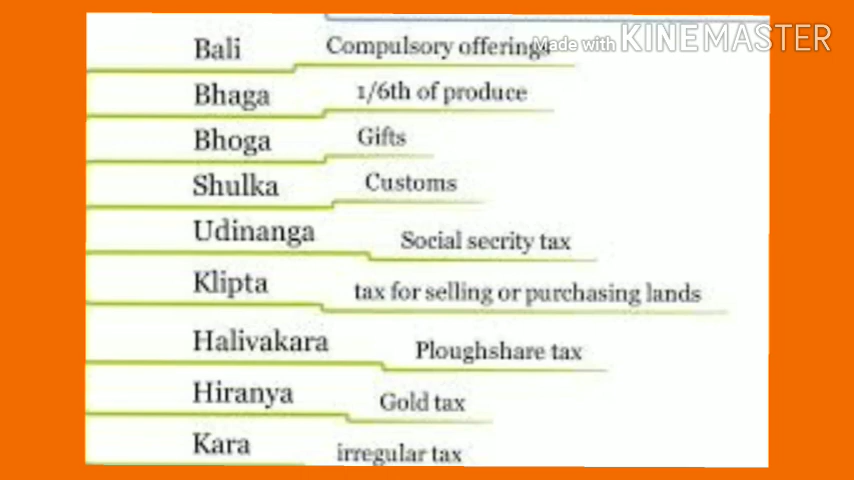 Bali Compulsory offerings
Made with KINEMASTER
Bhaga 1/6th of produce
Bhoga Gifts
Shulka Customs
Udinanga Social secrity tax
Klipta tax for selling or purchasing lands
Halivakara Ploughshare tax
Hiranya Gold tax
Kara irregular tax